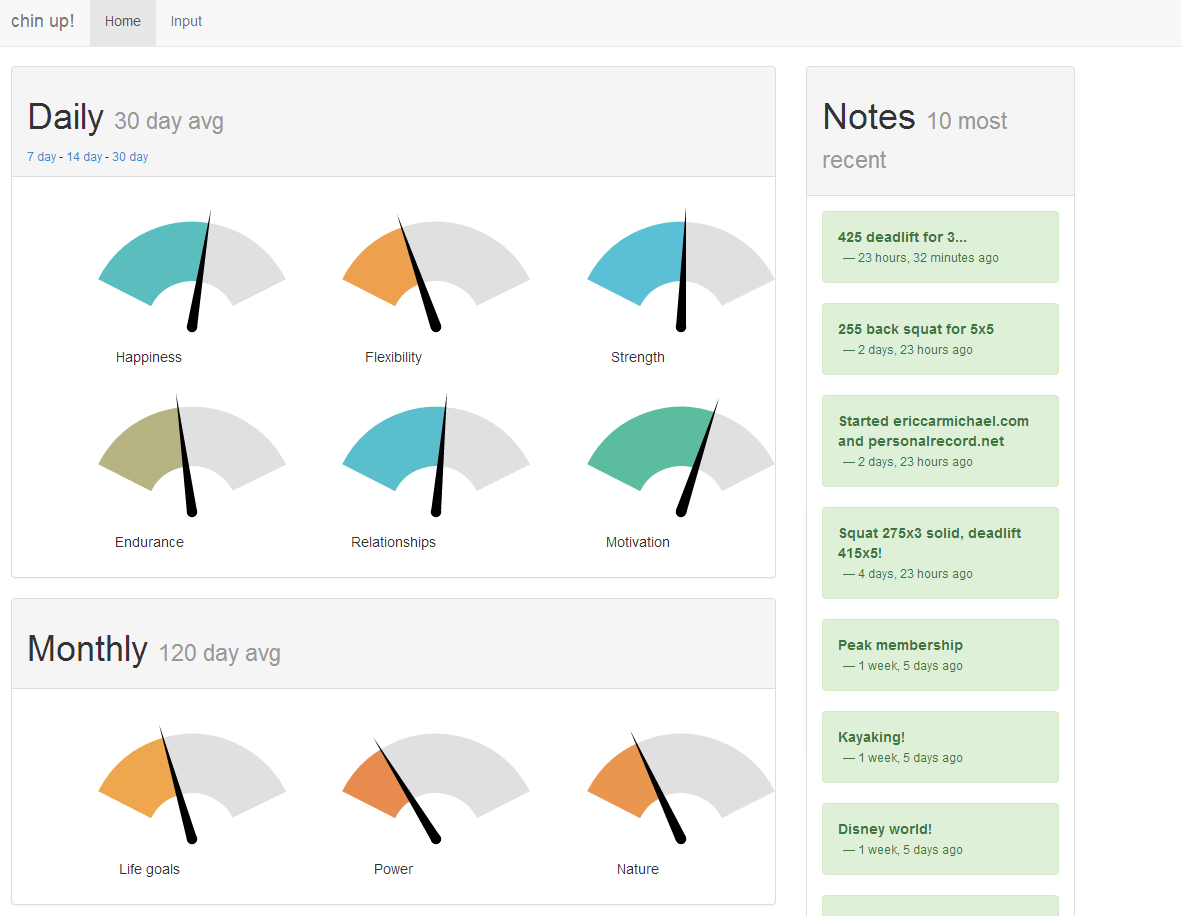 chin up! Home Input
Daily 30 day avg
7 day - 14 day - 30 day
Happiness Flexibility Strength
Endurance Relationships Motivation
Monthly 120 day avg
Life goals Power Nature
Notes 10 most
recent
425 deadlift for 3...
— 23 hours, 32 minutes ago
255 back squat for 5x5
— 2 days, 23 hours ago
Started ericcarmichael.com
and personalrecord.net
— 2 days, 23 hours ago
Squat 275x3 solid, deadlift
415x5!
— 4 days, 23 hours ago
Peak membership
— 1 week, 5 days ago
Kayaking!
— 1 week, 5 days ago
Disney world!
— 1 week, 5 days ago